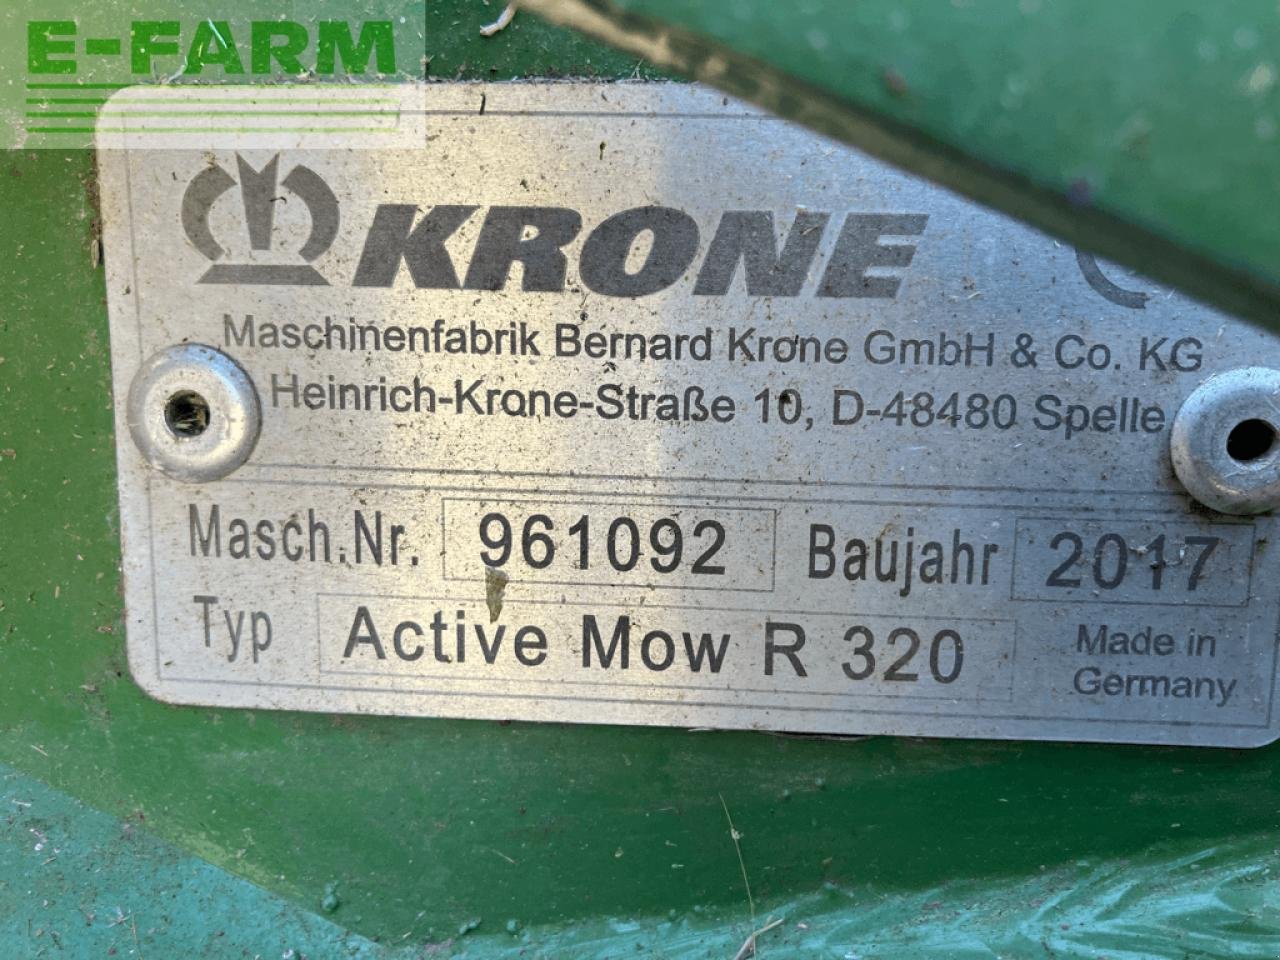 E-FARM
KRONE
Maschinenfabrik Bernard Krone GmbH & Co. KG
Heinrich-Krone-Straße 10, D-48480 Spelle
Masch.Nr. 961092 Baujahr 2017
Typ Active Mow R 320 Made in
Germany